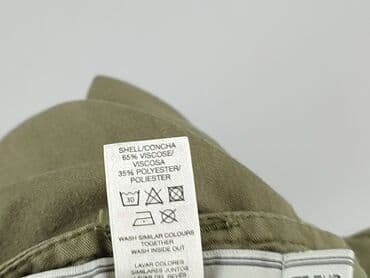 SHELL/CONCHA
65% VISCOSE/
VISCOSA
35% POLYESTER/
POLIESTER
30
WASH SIMILAR COLOURS
TOGETHER
WASH INSIDE OUT
LAVAR COLORES
SIMILARES JUNTOS